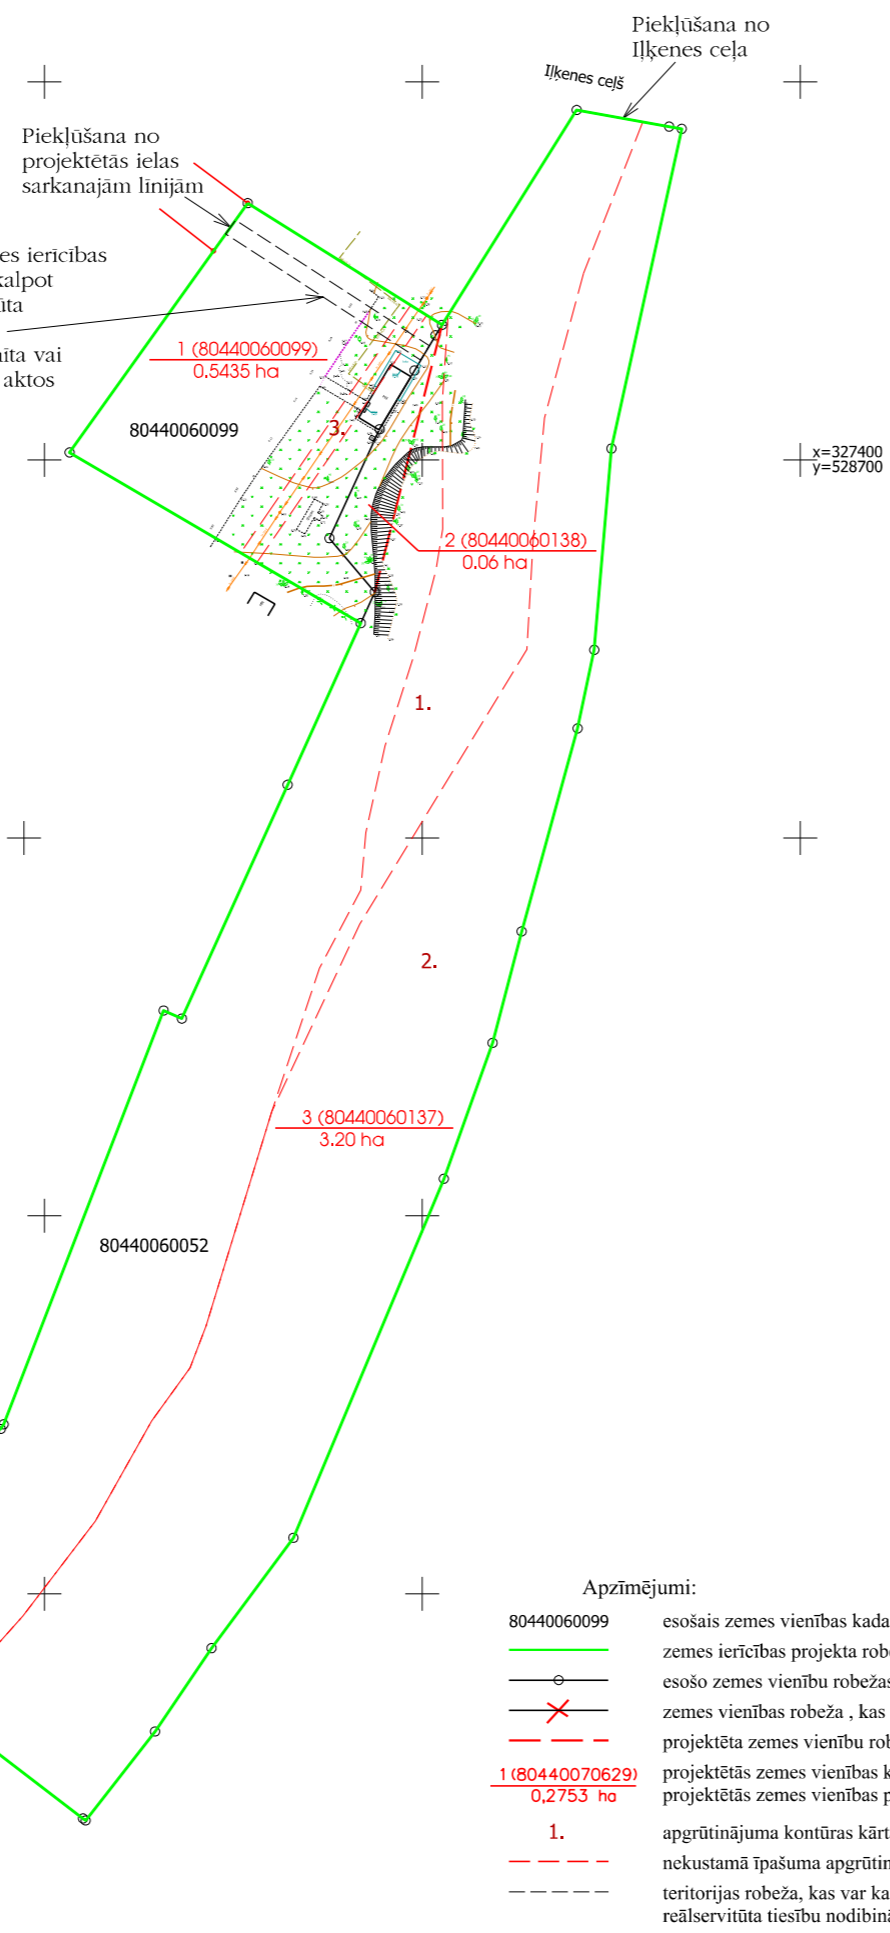 Piekļūšana no
Iļķenes ceļa
Iļķenes ceļš
Piekļūšana no
projektētās ielas
sarkanajām līnijām
es ierīcības
kalpot
ūta
nīta vai
aktos
1 (80440060099)
0.5435 ha
80440060099
3.
x=327400
y=528700
2 (80440060138)
0.06 ha
1.
2.
3 (80440060137)
3.20 ha
80440060052
Apzīmējumi:
80440060099 esošais zemes vienības kada
zemes ierīcības projekta robe
esošo zemes vienību robežas
zemes vienības robeža , kas
projektēta zemes vienību rob
1(80440070629) projektētās zemes vienības k
0,2753 ha projektētās zemes vienības p
1. apgrūtinājuma kontūras kārt
nekustamā īpašuma apgrūtin
teritorijas robeža, kas var ka
reālservitūta tiesību nodibinā